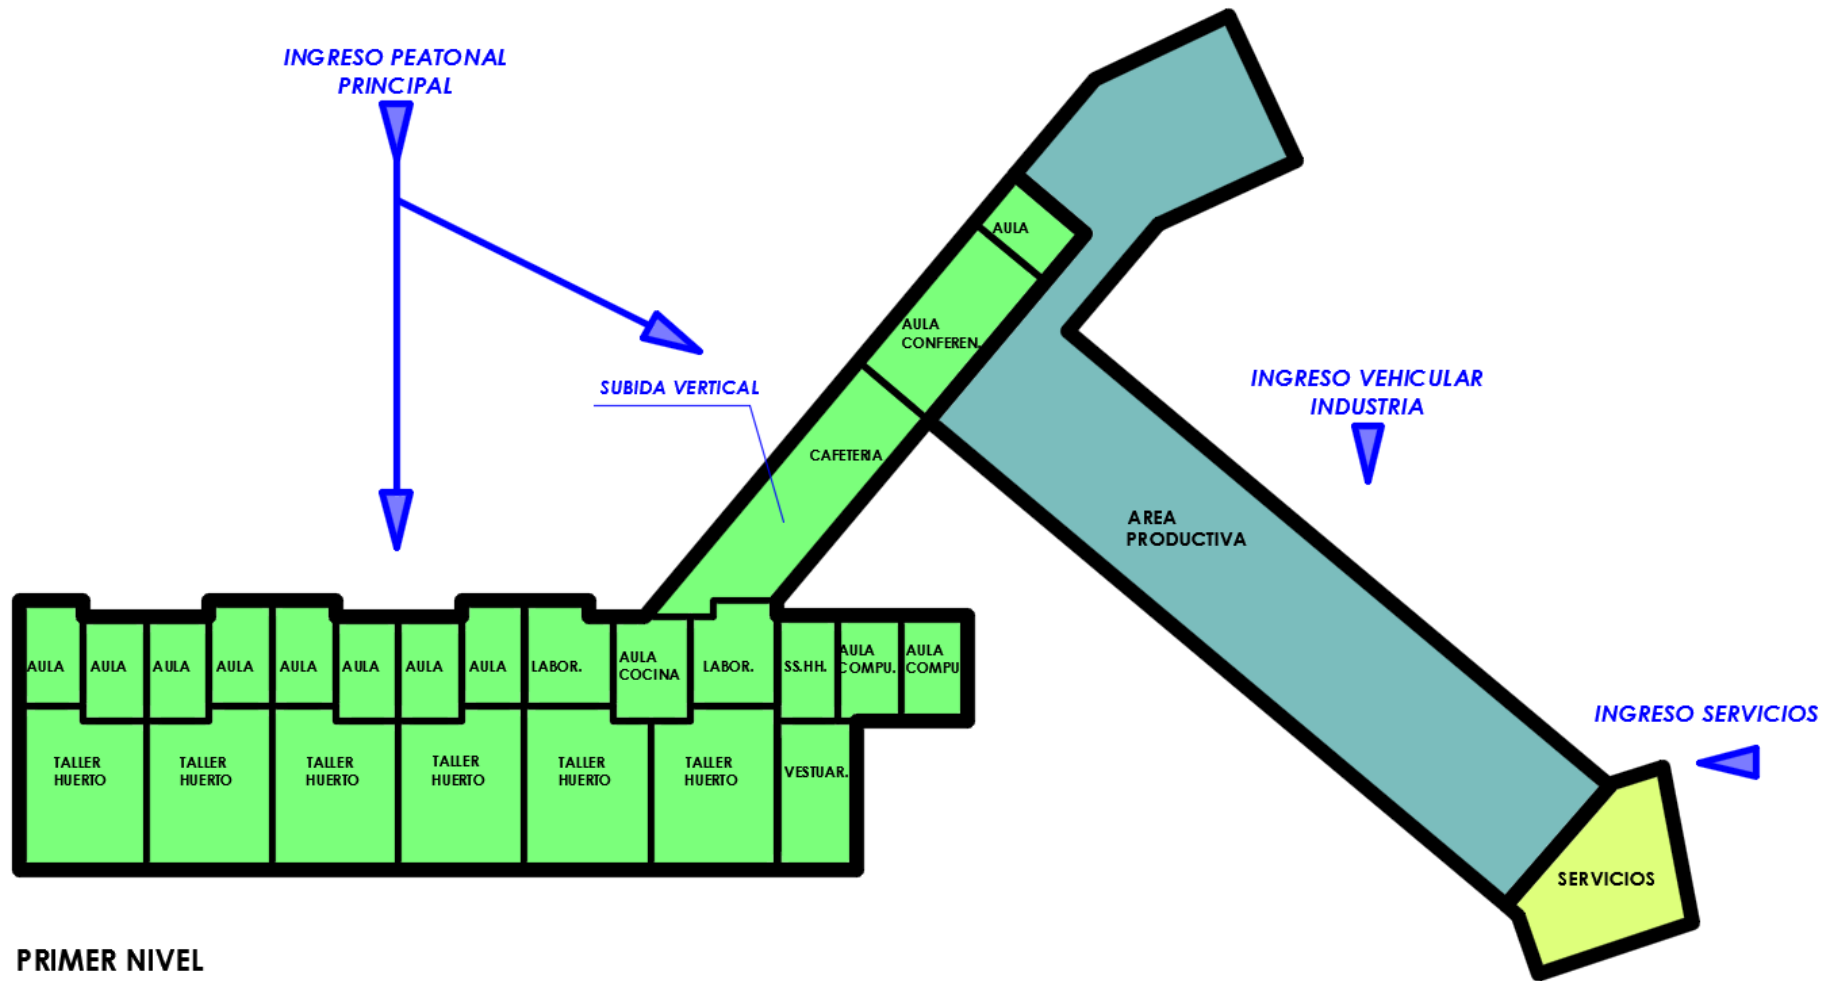 INGRESO PEATONAL
PRINCIPAL
AULA
AULA
CONFEREN.
SUBIDA VERTICAL
INGRESO VEHICULAR
INDUSTRIA
CAFETERIA
AREA
PRODUCTIVA
AULA
AULA
AULA
AULA
AULA
AULA
AULA
AULA
LABOR.
AULA
COCINA
LABOR.
SS.HH.
AULA
COMPU.
AULA
COMPU
INGRESO SERVICIOS
TALLER
HUERTO
TALLER
HUERTO
TALLER
HUERTO
TALLER
HUERTO
TALLER
HUERTO
TALLER
HUERTO
VESTUAR.
SERVICIOS
PRIMER NIVEL